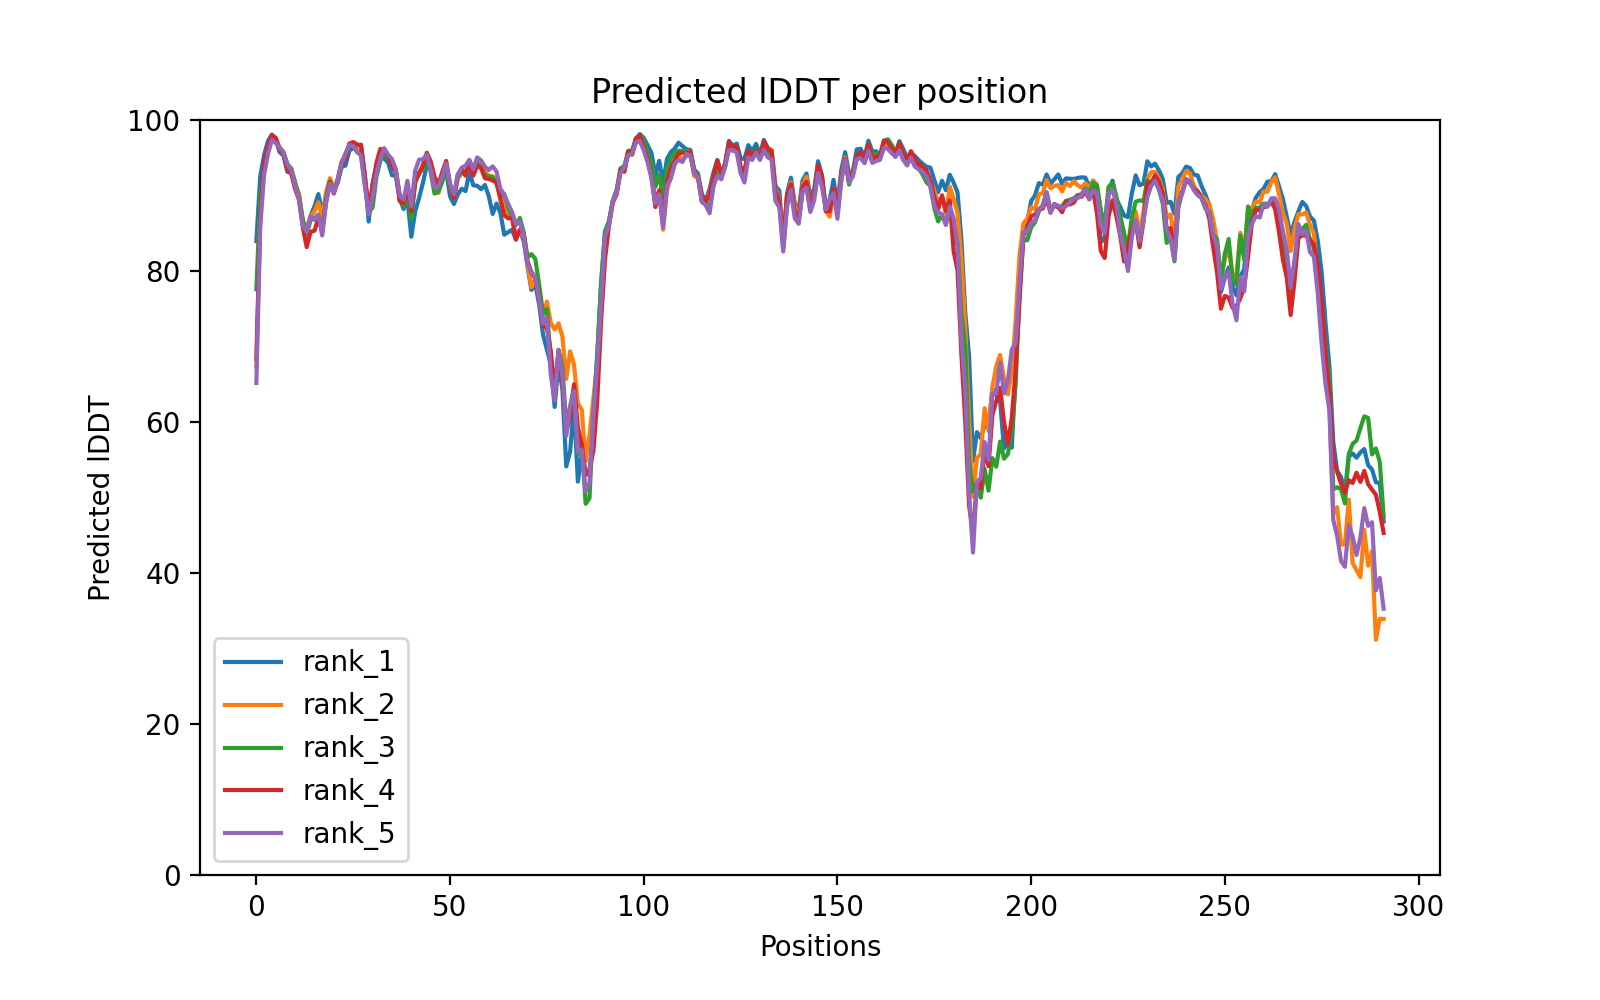 Predicted lDDT per position
100
80
60
40
20
0
Predicted lDDT
rank_1
rank_2
rank_3
rank_4
rank_5
0 50 100 150 200 250 300
Positions